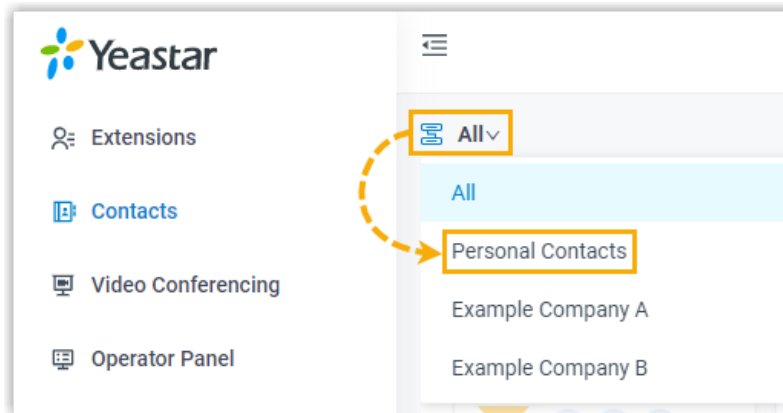 Yeastar
Extensions
Contacts
Video Conferencing
Operator Panel
All
All
Personal Contacts
Example Company A
Example Company B